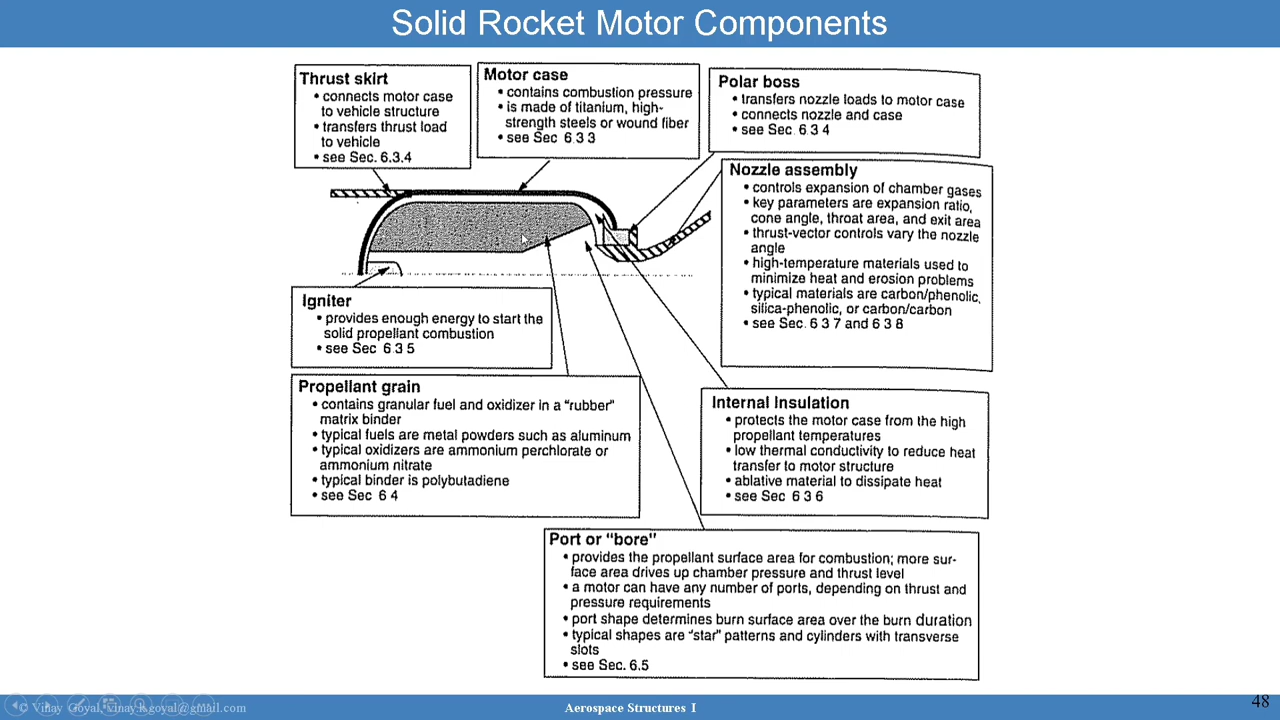 Solid Rocket Motor Components
Thrust skirt
• connects motor case
to vehicle structure
• transfers thrust load
to vehicle
• see Sec. 6.3.4
Motor case
• contains combustion pressure
• is made of titanium, high-
strength steels or wound fiber
• see Sec 6.3 3
Polar boss
• transfers nozzle loads to motor case
• connects nozzle and case
• see Sec. 6.3 4
Nozzle assembly
• controls expansion of chamber gases
• key parameters are expansion ratio,
cone angle, throat area, and exit area
• thrust-vector controls vary the nozzle
angle
• high-temperature materials used to
minimize heat and erosion problems
• typical materials are carbon/phenolic,
silica-phenolic, or carbon/carbon
• see Sec. 6 3 7 and 6 3 8
Igniter
• provides enough energy to start the
solid propellant combustion
• see Sec 6.3 5
Propellant grain
• contains granular fuel and oxidizer in a "rubber"
matrix binder
• typical fuels are metal powders such as aluminum
• typical oxidizers are ammonium perchlorate or
ammonium nitrate
• typical binder is polybutadiene
• see Sec 6 4
Internal Insulation
• protects the motor case from the high
propellant temperatures
• low thermal conductivity to reduce heat
transfer to motor structure
• ablative material to dissipate heat
• see Sec 6 3 6
Port or "bore"
• provides the propellant surface area for combustion; more sur-
face area drives up chamber pressure and thrust level
• a motor can have any number of ports, depending on thrust and
pressure requirements
• port shape determines burn surface area over the burn duration
• typical shapes are "star" patterns and cylinders with transverse
slots
• see Sec. 6.5
© Vinay Goyal, vinay.k.goyal@gmail.com
Aerospace Structures I
48